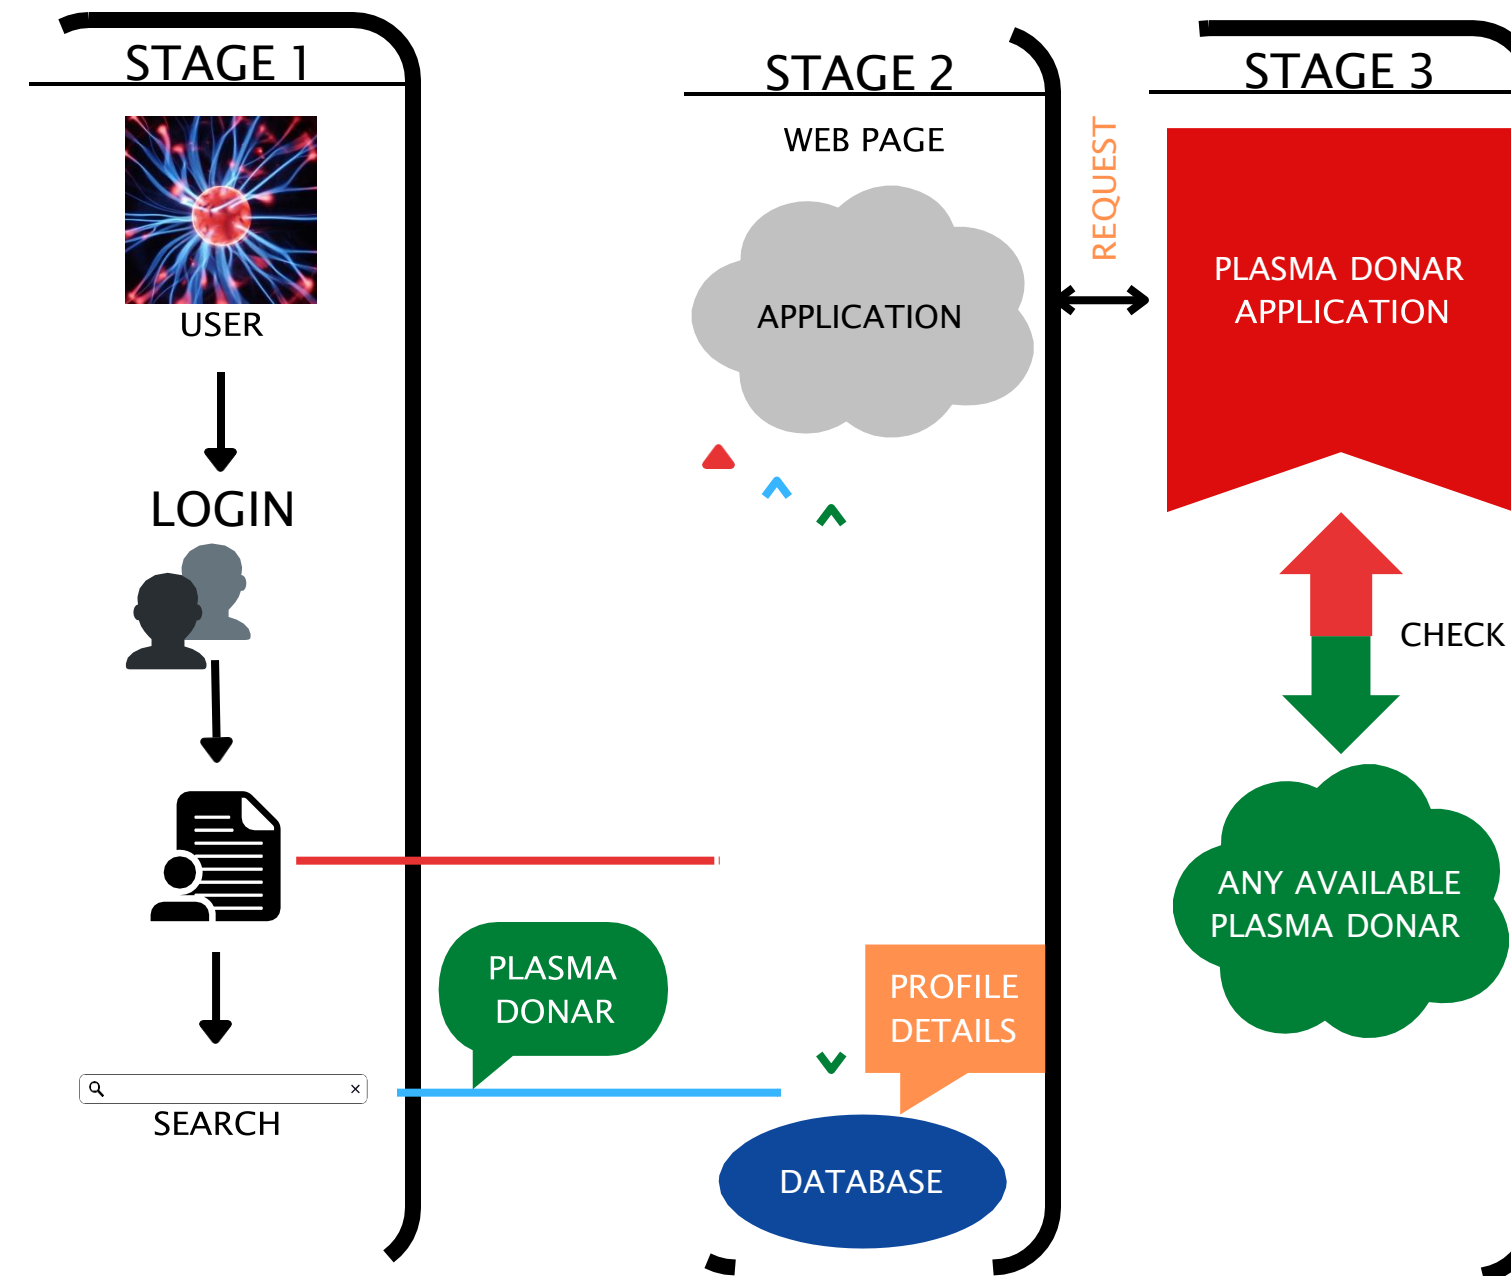 STAGE 1
USER
LOGIN
SEARCH
PLASMA
DONAR
STAGE 2
WEB PAGE
APPLICATION
PROFILE
DETAILS
DATABASE
REQUEST
STAGE 3
PLASMA DONAR
APPLICATION
CHECK
ANY AVAILABLE
PLASMA DONAR